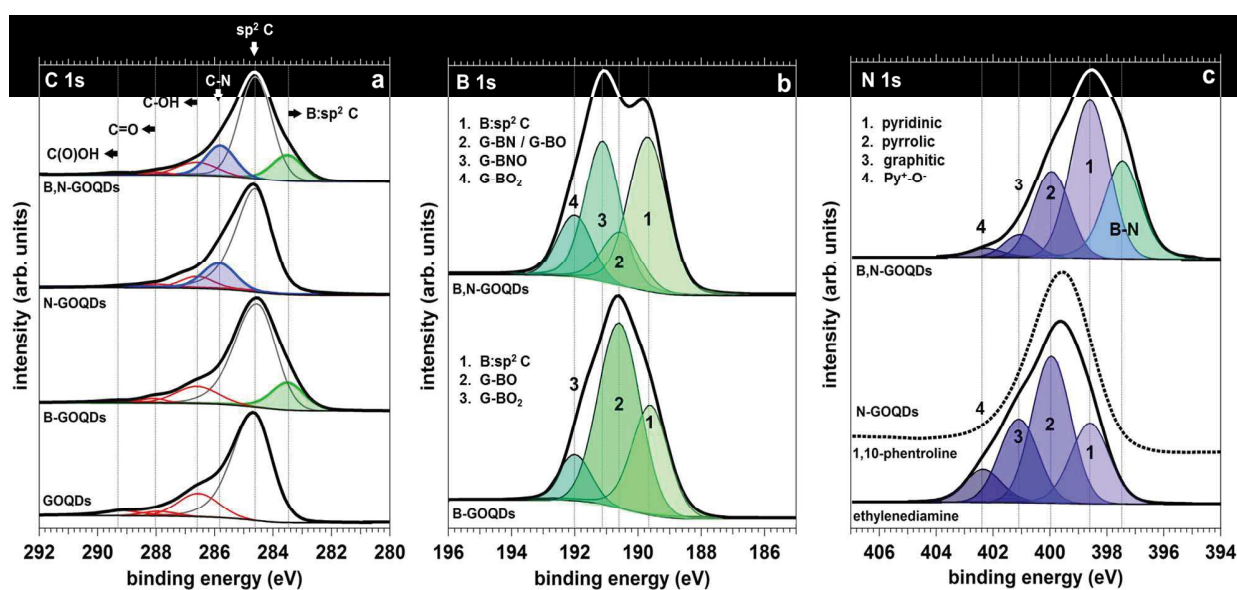 sp² C
C 1s
a
C-N
C-OH
B:sp² C
C=O
C(O)OH
B,N-GOQDs
N-GOQDs
B-GOQDs
GOQDs
intensity (arb. units)
292 290 288 286 284 282 280
binding energy (eV)
B 1s
b
1. B:sp² C
2. G-BN / G-BO
3. G-BNO
4. G-BO₂
4
3
1
2
B,N-GOQDs
1. B:sp² C
2. G-BO
3. G-BO₂
3
2
1
B-GOQDs
intensity (arb. units)
196 194 192 190 188 186
binding energy (eV)
N 1s
c
1. pyridinic
2. pyrrolic
3. graphitic
4. Py⁺-O⁻
4
3
2
1
B-N
B,N-GOQDs
N-GOQDs
1,10-phentroline
4
3
2
1
ethylenediamine
intensity (arb. units)
406 404 402 400 398 396 394
binding energy (eV)